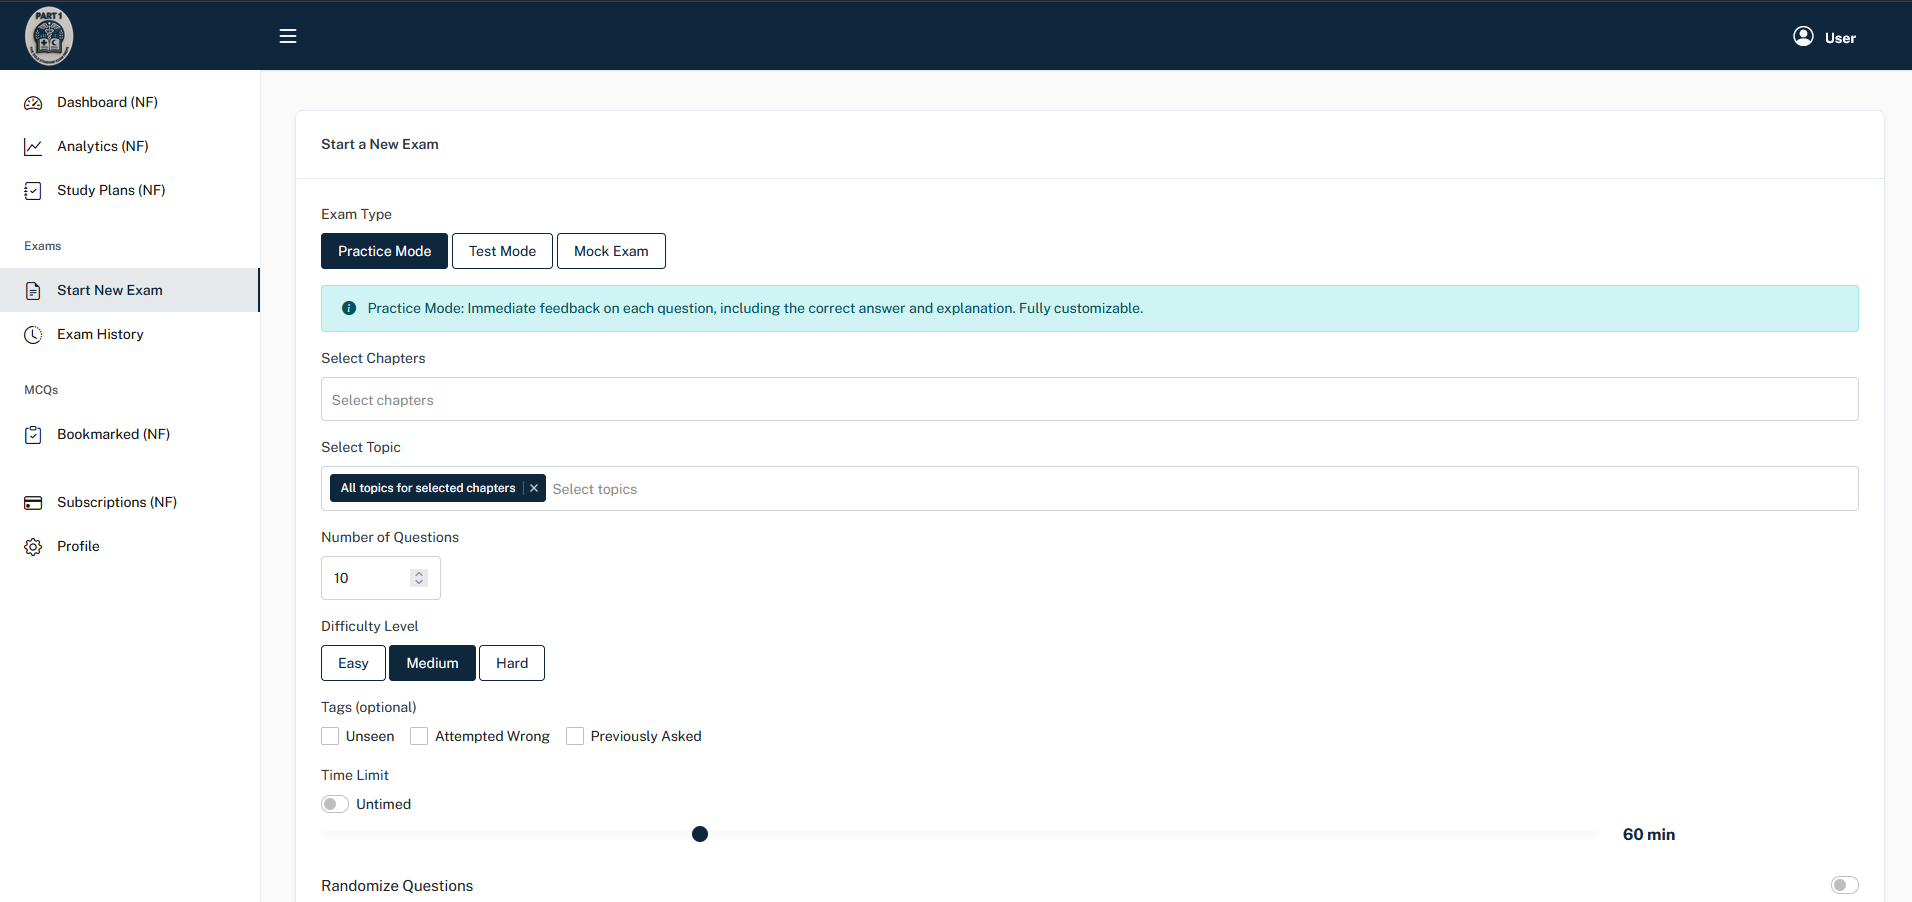 PART 1
User
Dashboard (NF)
Analytics (NF)
Study Plans (NF)
Exams
Start New Exam
Exam History
MCQs
Bookmarked (NF)
Subscriptions (NF)
Profile
Start a New Exam
Exam Type
Practice Mode Test Mode Mock Exam
Practice Mode: Immediate feedback on each question, including the correct answer and explanation. Fully customizable.
Select Chapters
Select chapters
Select Topic
All topics for selected chapters × Select topics
Number of Questions
10
Difficulty Level
Easy Medium Hard
Tags (optional)
Unseen Attempted Wrong Previously Asked
Time Limit
Untimed
60 min
Randomize Questions